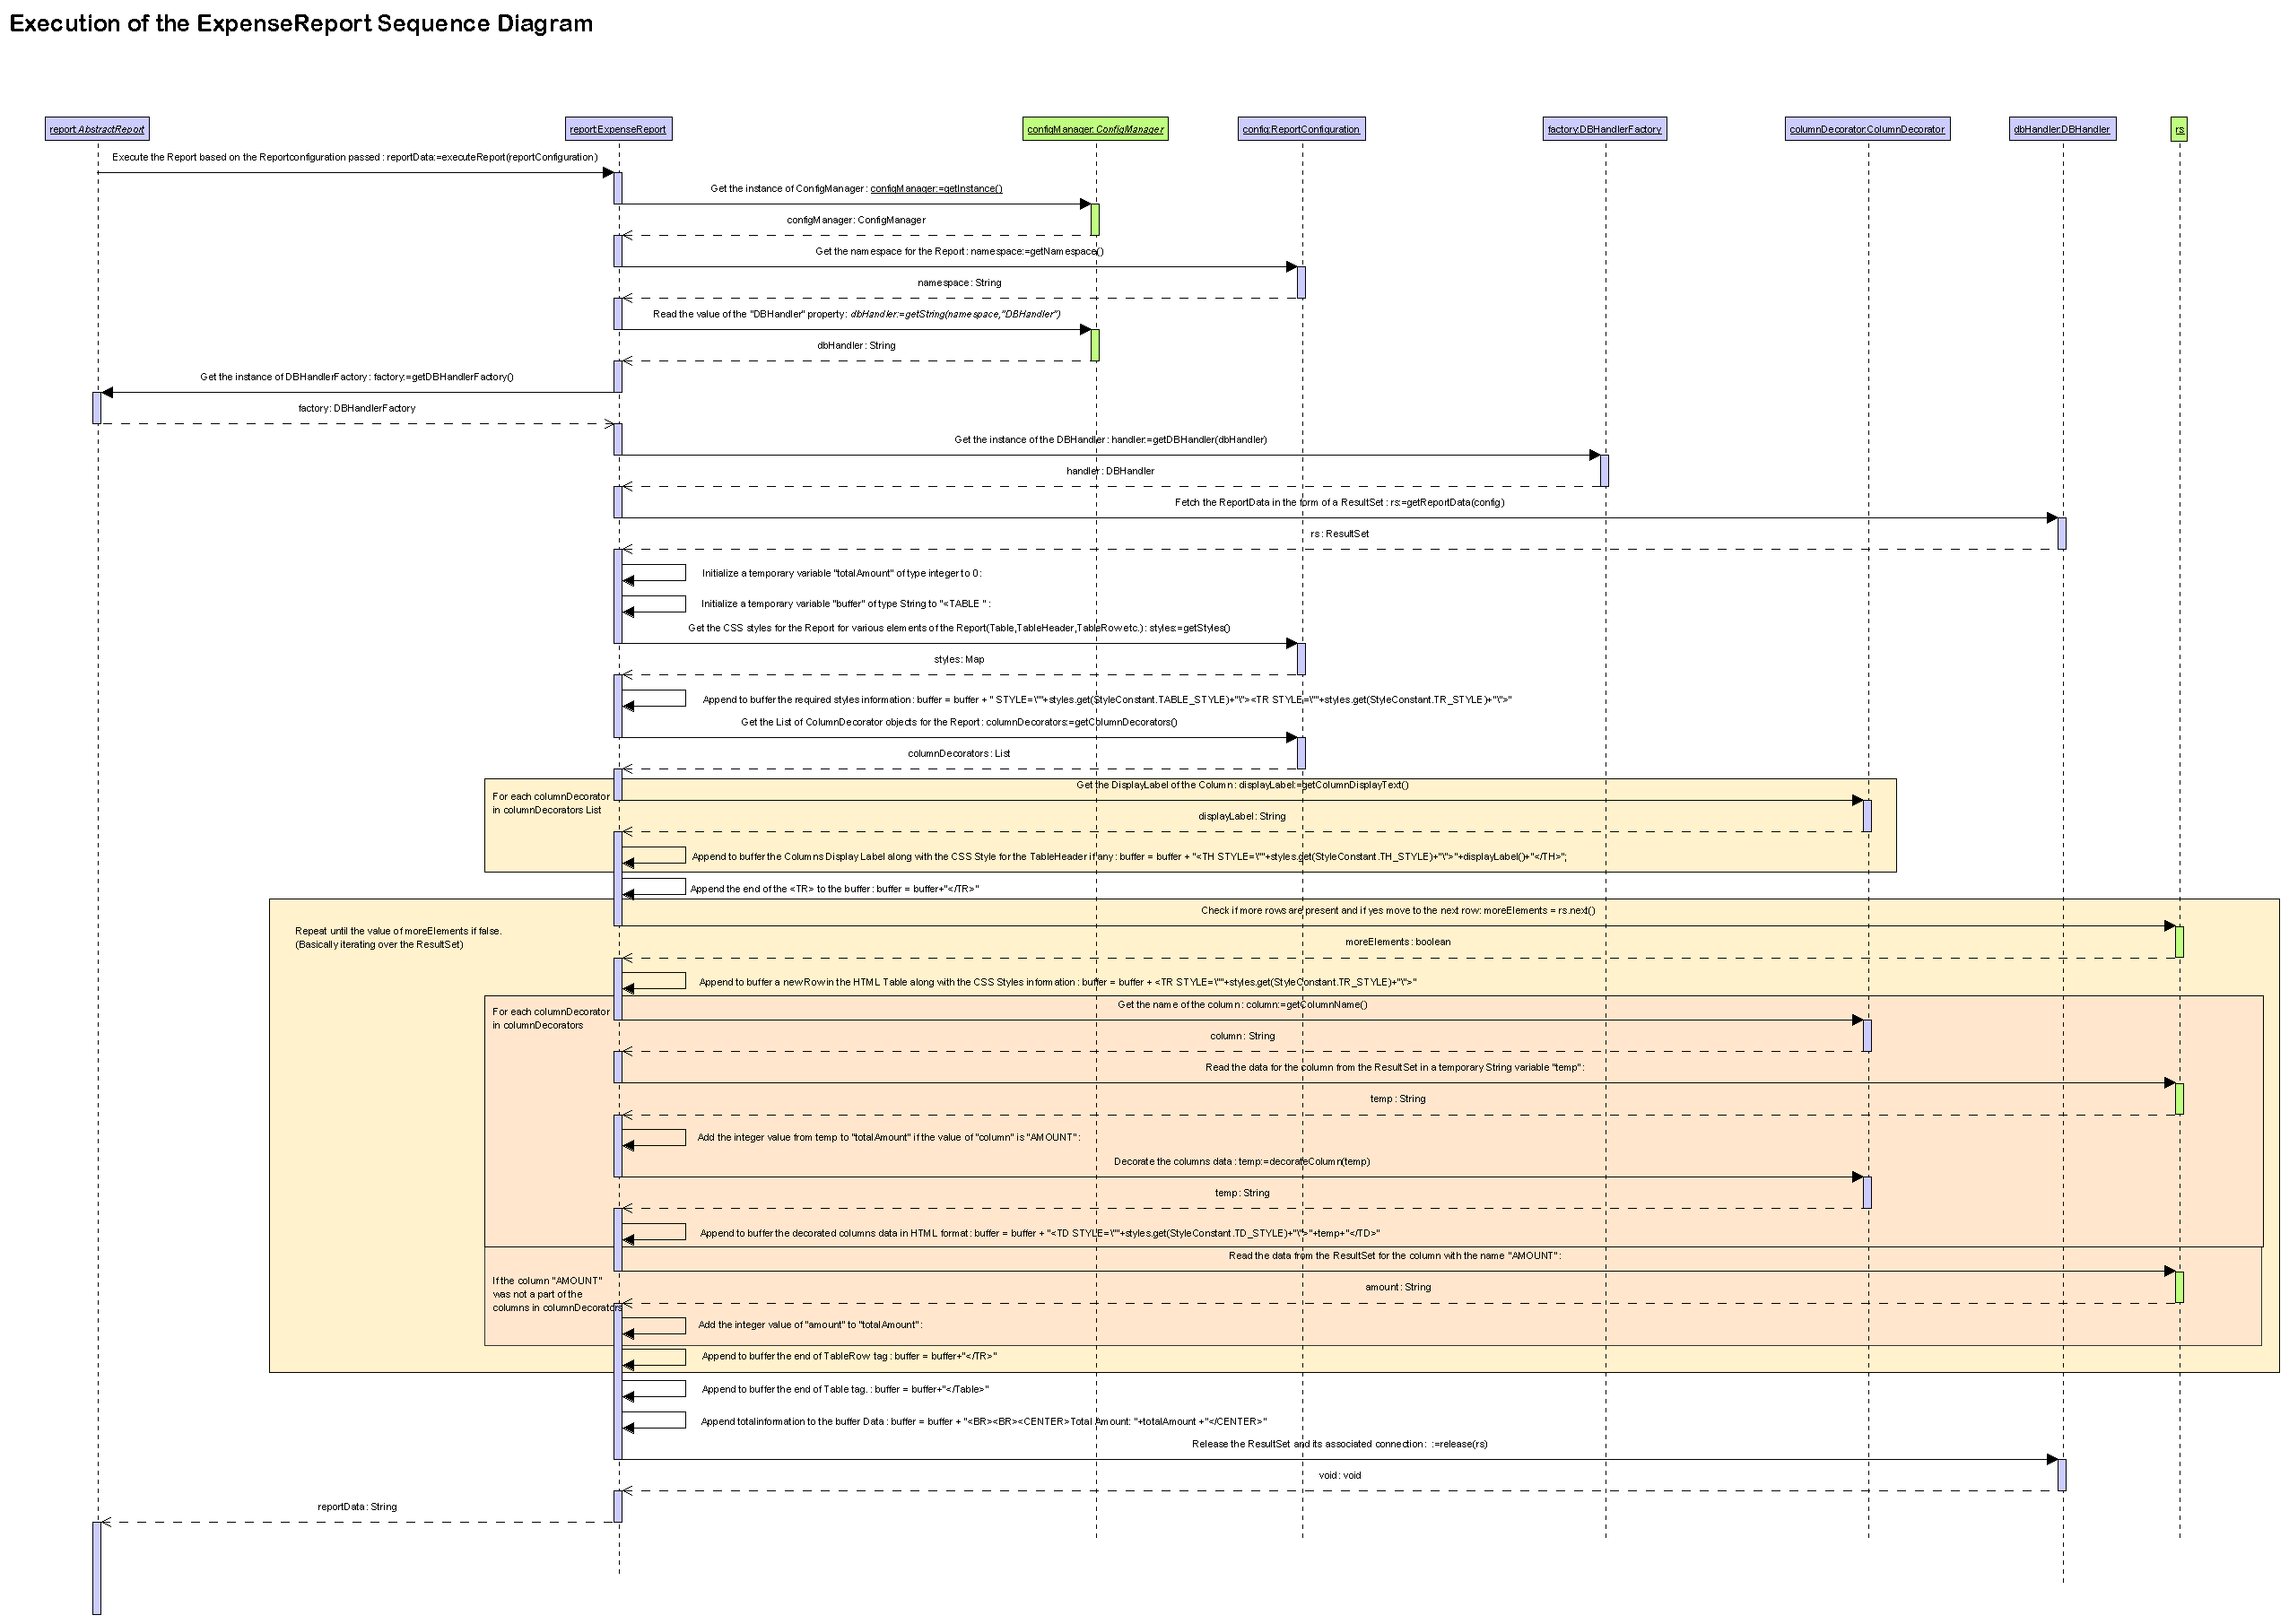 Execution of the ExpenseReport Sequence Diagram
report:AbstractReport
report:ExpenseReport
configManager:ConfigManager
config:ReportConfiguration
factory:DBHandlerFactory
columnDecorator:ColumnDecorator
dbHandler:DBHandler
rs
Execute the Report based on the Reportconfiguration passed : reportData:=executeReport(reportConfiguration)
Get the instance of ConfigManager : configManager:=getInstance()
configManager: ConfigManager
Get the namespace for the Report : namespace:=getNamespace()
namespace : String
Read the value of the "DBHandler" property : dbHandler:=getString(namespace,"DBHandler")
dbHandler : String
Get the instance of DBHandlerFactory : factory:=getDBHandlerFactory()
factory: DBHandlerFactory
Get the instance of the DBHandler : handler:=getDBHandler(dbHandler)
handler : DBHandler
Fetch the ReportData in the form of a ResultSet : rs:=getReportData(config)
rs : ResultSet
Initialize a temporary variable "totalAmount" of type integer to 0 :
Initialize a temporary variable "buffer" of type String to "<TABLE " :
Get the CSS styles for the Report for various elements of the Report(Table,TableHeader,TableRow etc.) : styles:=getStyles()
styles : Map
Append to buffer the required styles information : buffer = buffer + " STYLE=\""+styles.get(StyleConstant.TABLE_STYLE)+"\"><TR STYLE=\""+styles.get(StyleConstant.TR_STYLE)+"\">"
Get the List of ColumnDecorator objects for the Report : columnDecorators:=getColumnDecorators()
columnDecorators : List
For each columnDecorator
in columnDecorators List
Get the DisplayLabel of the Column : displayLabel:=getColumnDisplayText()
displayLabel : String
Append to buffer the Columns Display Label along with the CSS Style for the TableHeader if any : buffer = buffer + "<TH STYLE=\""+styles.get(StyleConstant.TH_STYLE)+"\">"+displayLabel()+"</TH>";
Append the end of the <TR> to the buffer : buffer = buffer+"</TR>"
Check if more rows are present and if yes move to the next row: moreElements = rs.next()
Repeat until the value of moreElements if false.
(Basically iterating over the ResultSet)
moreElements : boolean
Append to buffer a new Row in the HTML Table along with the CSS Styles information : buffer = buffer + <TR STYLE=\""+styles.get(StyleConstant.TR_STYLE)+"\">"
For each columnDecorator
in columnDecorators
Get the name of the column : column:=getColumnName()
column : String
Read the data for the column from the ResultSet in a temporary String variable "temp" :
temp : String
Add the integer value from temp to "totalAmount" if the value of "column" is "AMOUNT" :
Decorate the columns data : temp:=decorateColumn(temp)
temp : String
Append to buffer the decorated columns data in HTML format : buffer = buffer + "<TD STYLE=\""+styles.get(StyleConstant.TD_STYLE)+"\">"+temp+"</TD>"
Read the data from the ResultSet for the column with the name "AMOUNT" :
If the column "AMOUNT"
was not a part of the
columns in columnDecorators
amount : String
Add the integer value of "amount" to "totalAmount" :
Append to buffer the end of TableRow tag : buffer = buffer+"</TR>"
Append to buffer the end of Table tag. : buffer = buffer+"</Table>"
Append totalinformation to the buffer Data : buffer = buffer + "<BR><BR><CENTER>Total Amount: "+totalAmount +"</CENTER>"
Release the ResultSet and its associated connection : :=release(rs)
void : void
reportData : String